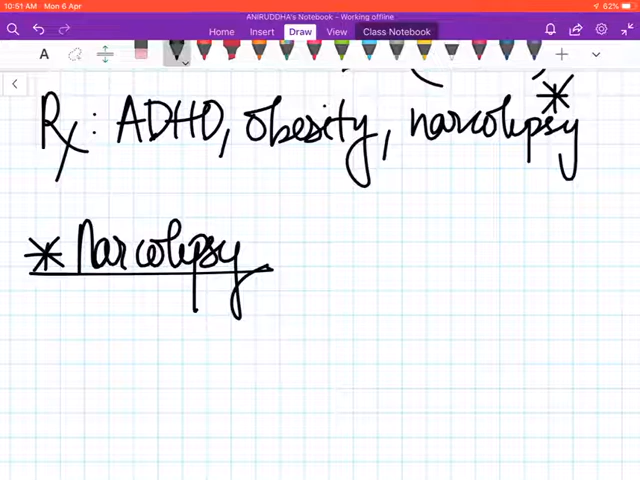 10:51 AM Mon 6 Apr
62%
ANIRUDDHA's Notebook - Working offline
Home Insert Draw View Class Notebook
A
Rx: ADHD, obesity, narcolepsy*
* Narcolepsy